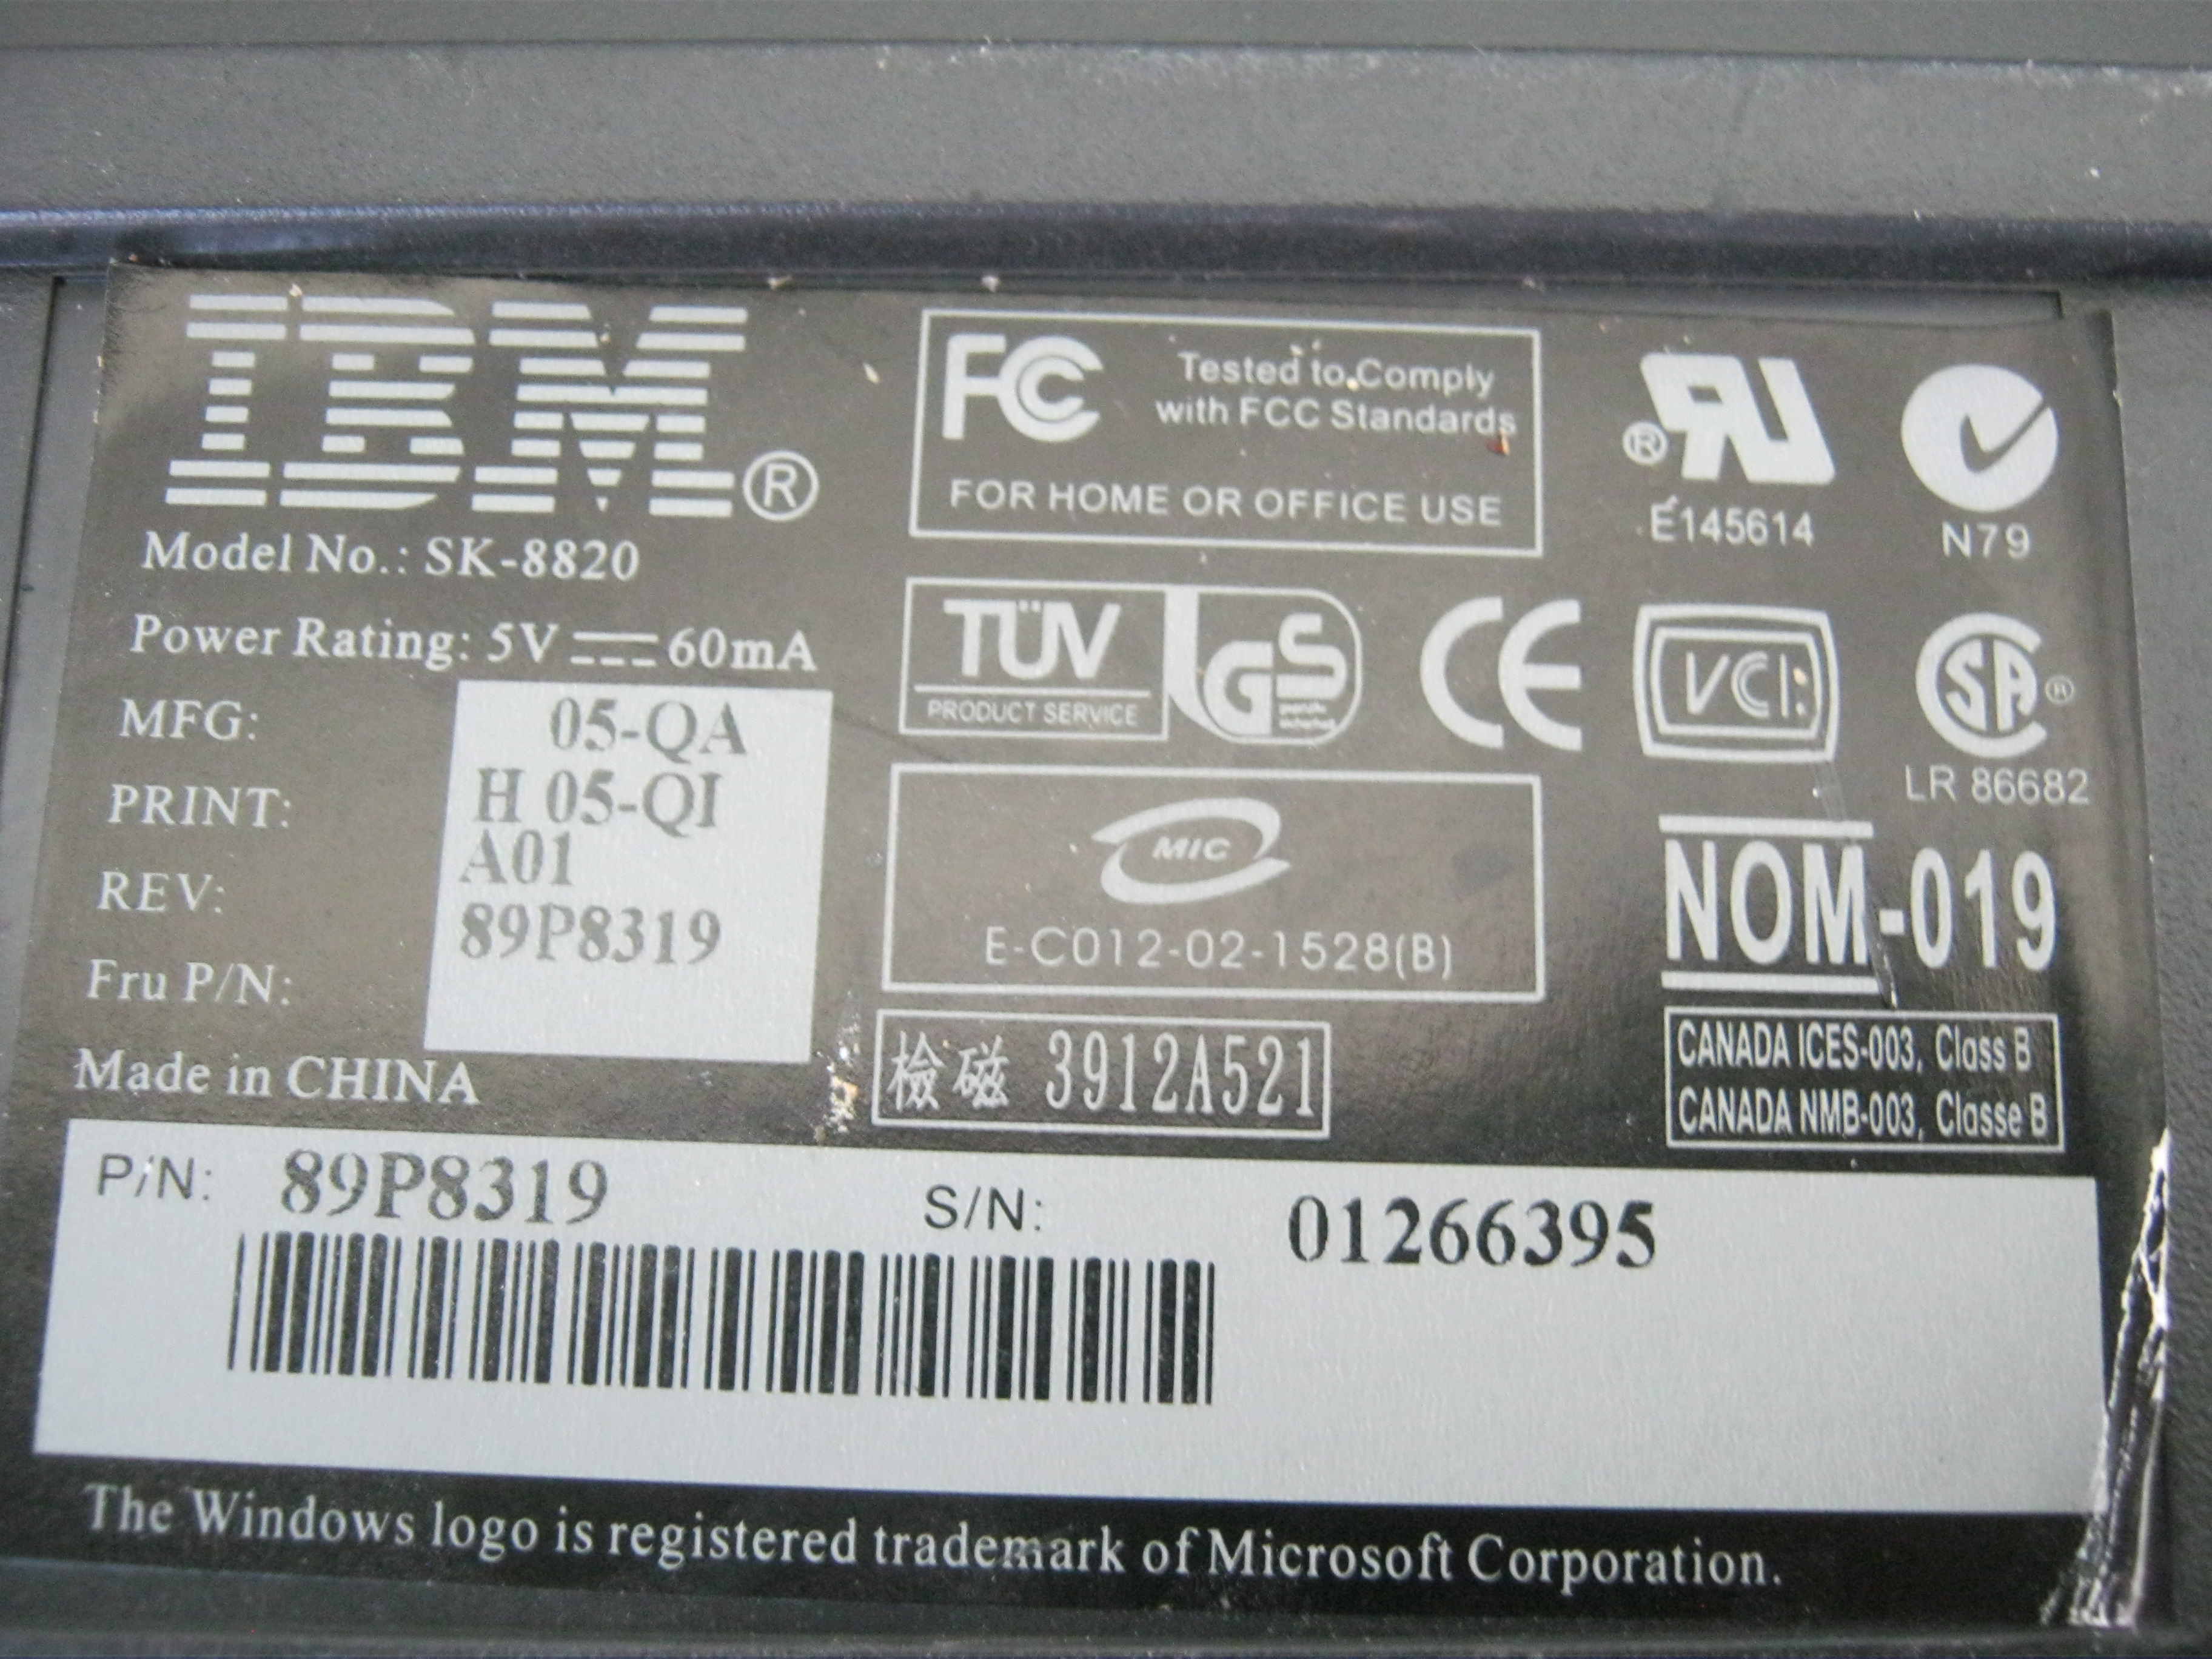 IBM®
Model No.: SK-8820
Power Rating: 5V 60mA
MFG: 05-QA
PRINT: H 05-QI
REV: A01
Fru P/N: 89P8319
Made in CHINA
FC Tested to Comply
with FCC Standards
FOR HOME OR OFFICE USE
® RU
E145614
N79
TÜV
PRODUCT SERVICE
GS
CE
VCI
SA ®
LR 86682
MIC
E-C012-02-1528(B)
NOM-019
檢磁 3912A521
CANADA ICES-003, Class B
CANADA NMB-003, Classe B
P/N: 89P8319 S/N: 01266395
The Windows logo is registered trademark of Microsoft Corporation.